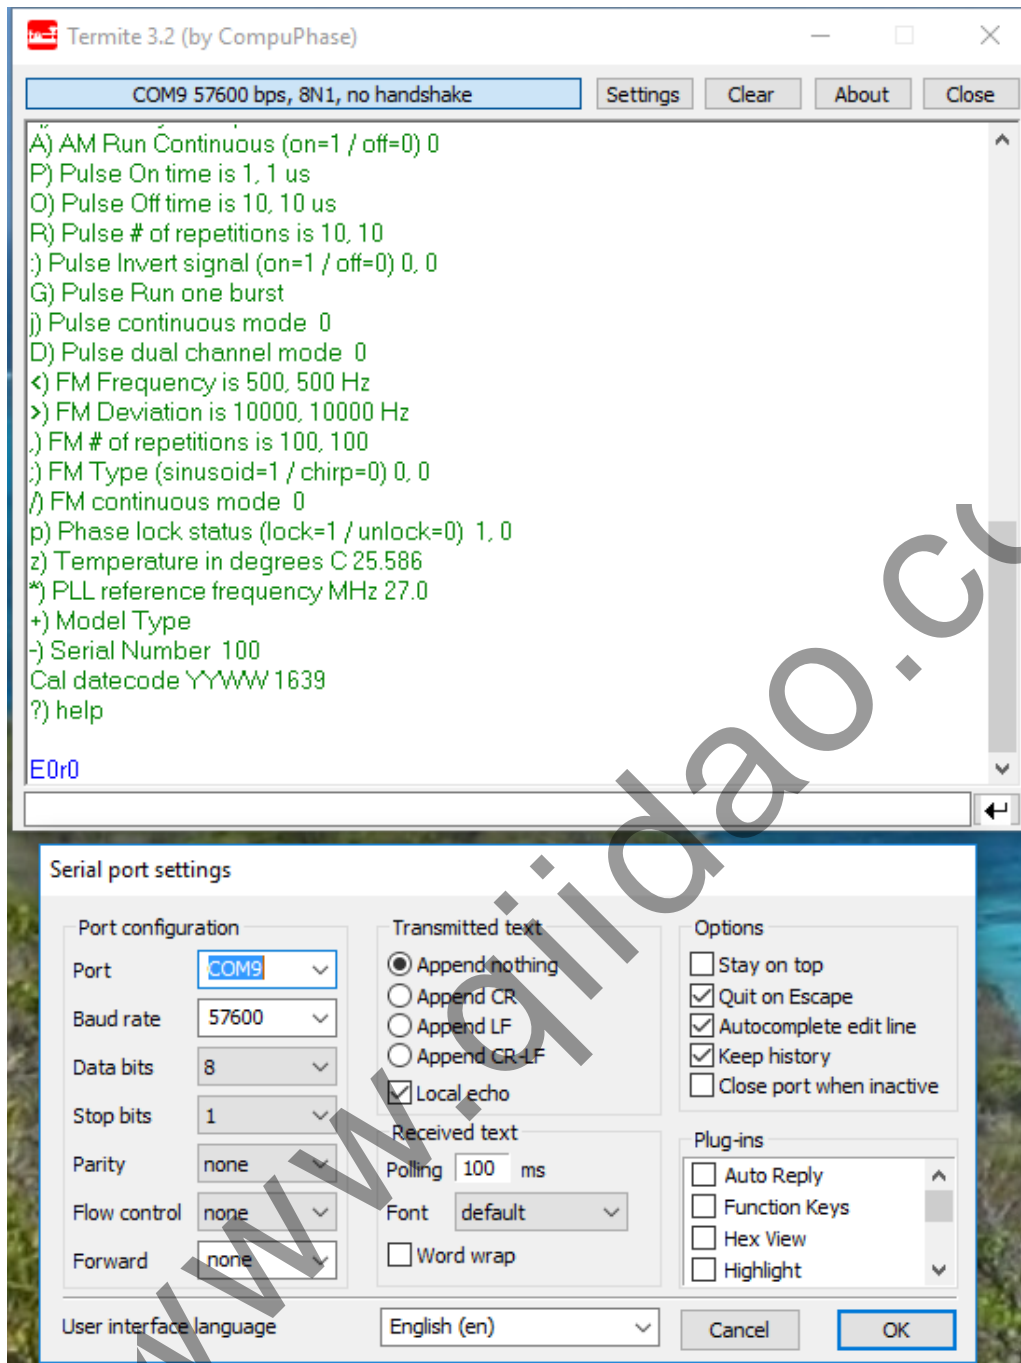 Termite 3.2 (by CompuPhase)
COM9 57600 bps, 8N1, no handshake Settings Clear About Close
A) AM Run Continuous (on=1 / off=0) 0
P) Pulse On time is 1, 1 us
O) Pulse Off time is 10, 10 us
R) Pulse # of repetitions is 10, 10
:) Pulse Invert signal (on=1 / off=0) 0, 0
G) Pulse Run one burst
j) Pulse continuous mode 0
D) Pulse dual channel mode 0
<) FM Frequency is 500, 500 Hz
>) FM Deviation is 10000, 10000 Hz
,) FM # of repetitions is 100, 100
;) FM Type (sinusoid=1 / chirp=0) 0, 0
/) FM continuous mode 0
p) Phase lock status (lock=1 / unlock=0) 1, 0
z) Temperature in degrees C 25.586
*) PLL reference frequency MHz 27.0
+) Model Type
-) Serial Number 100
Cal datecode YYWW 1639
?) help
E0r0
Serial port settings
Port configuration
Port COM9
Baud rate 57600
Data bits 8
Stop bits 1
Parity none
Flow control none
Forward none
Transmitted text
Append nothing
Append CR
Append LF
Append CR-LF
Local echo
Received text
Polling 100 ms
Font default
Word wrap
Options
Stay on top
Quit on Escape
Autocomplete edit line
Keep history
Close port when inactive
Plug-ins
Auto Reply
Function Keys
Hex View
Highlight
User interface language English (en) Cancel OK
www.qiidao.co